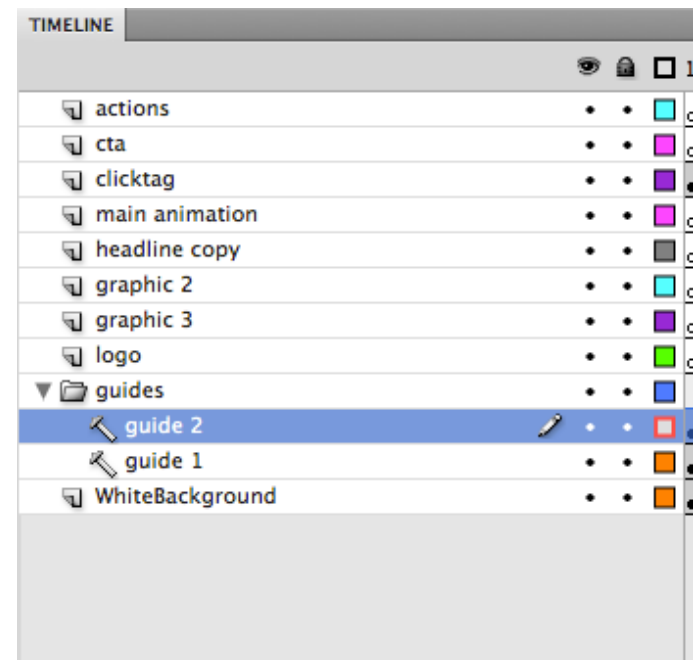 TIMELINE
1
actions
cta
clicktag
main animation
headline copy
graphic 2
graphic 3
logo
guides
guide 2
guide 1
WhiteBackground